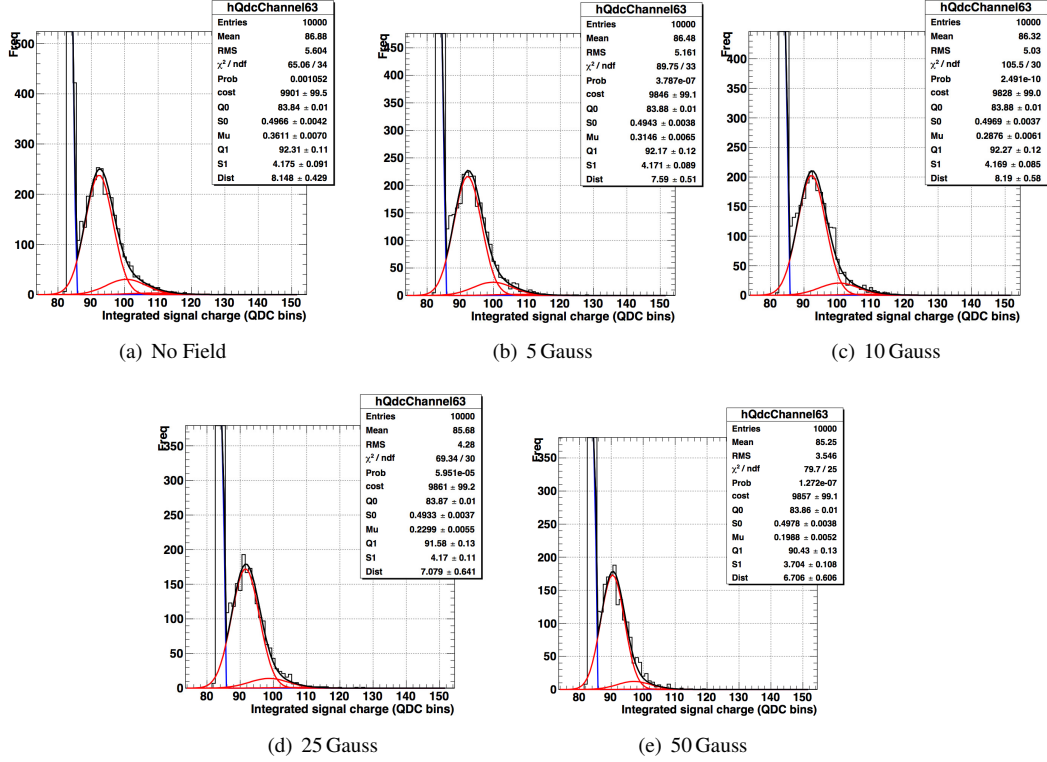 hQdcChannel63
Entries 10000
Mean 86.88
RMS 5.604
χ² / ndf 65.06 / 34
Prob 0.001052
cost 9901 ± 99.5
Q0 83.84 ± 0.01
S0 0.4966 ± 0.0042
Mu 0.3611 ± 0.0070
Q1 92.31 ± 0.11
S1 4.175 ± 0.091
Dist 8.148 ± 0.429
Freq
500
400
300
200
100
0
80 90 100 110 120 130 140 150
Integrated signal charge (QDC bins)
(a) No Field
hQdcChannel63
Entries 10000
Mean 86.48
RMS 5.161
χ² / ndf 89.75 / 33
Prob 3.787e-07
cost 9846 ± 99.1
Q0 83.88 ± 0.01
S0 0.4943 ± 0.0038
Mu 0.3146 ± 0.0065
Q1 92.17 ± 0.12
S1 4.171 ± 0.089
Dist 7.59 ± 0.51
Freq
450
400
350
300
250
200
150
100
50
0
80 90 100 110 120 130 140 150
Integrated signal charge (QDC bins)
(b) 5 Gauss
hQdcChannel63
Entries 10000
Mean 86.32
RMS 5.03
χ² / ndf 105.5 / 30
Prob 2.491e-10
cost 9828 ± 99.0
Q0 83.88 ± 0.01
S0 0.4969 ± 0.0037
Mu 0.2876 ± 0.0061
Q1 92.27 ± 0.12
S1 4.169 ± 0.085
Dist 8.19 ± 0.58
Freq
400
350
300
250
200
150
100
50
0
80 90 100 110 120 130 140 150
Integrated signal charge (QDC bins)
(c) 10 Gauss
hQdcChannel63
Entries 10000
Mean 85.68
RMS 4.28
χ² / ndf 69.34 / 30
Prob 5.951e-05
cost 9861 ± 99.2
Q0 83.87 ± 0.01
S0 0.4933 ± 0.0037
Mu 0.2299 ± 0.0055
Q1 91.58 ± 0.13
S1 4.17 ± 0.11
Dist 7.079 ± 0.641
Freq
350
300
250
200
150
100
50
0
80 90 100 110 120 130 140 150
Integrated signal charge (QDC bins)
(d) 25 Gauss
hQdcChannel63
Entries 10000
Mean 85.25
RMS 3.546
χ² / ndf 79.7 / 25
Prob 1.272e-07
cost 9857 ± 99.1
Q0 83.86 ± 0.01
S0 0.4978 ± 0.0038
Mu 0.1988 ± 0.0052
Q1 90.43 ± 0.13
S1 3.704 ± 0.108
Dist 6.706 ± 0.606
Freq
350
300
250
200
150
100
50
0
80 90 100 110 120 130 140 150
Integrated signal charge (QDC bins)
(e) 50 Gauss